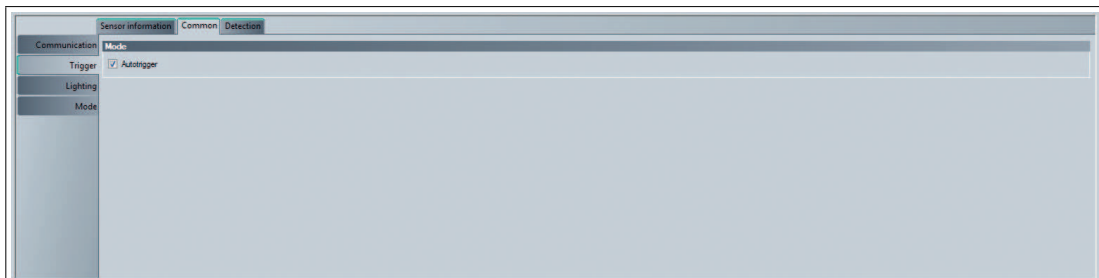 Sensor information Common Detection
Communication
Trigger
Lighting
Mode
Mode
Autotrigger